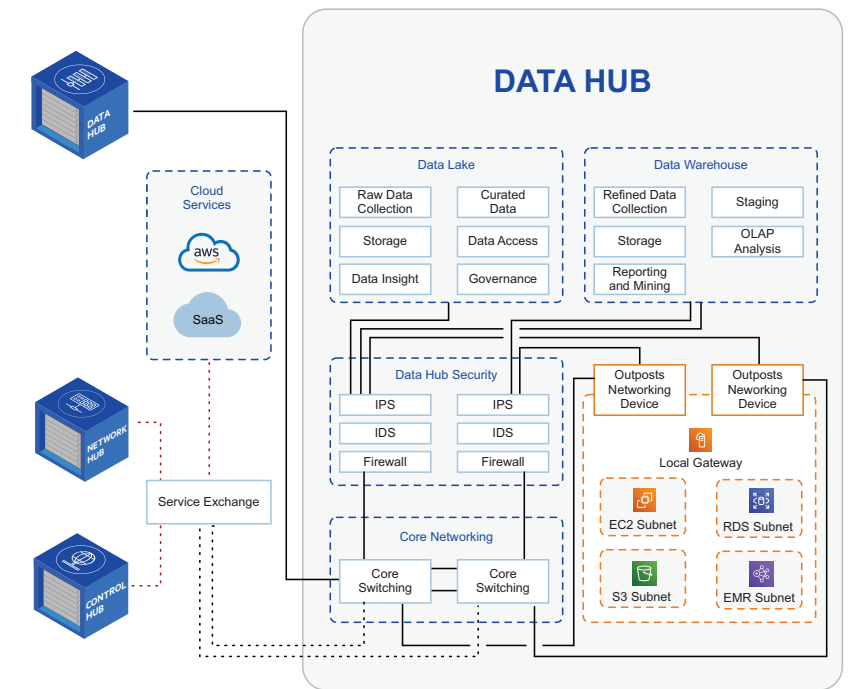 DATA HUB
DATA
HUB
Cloud
Services
aws
SaaS
NETWORK
HUB
Service Exchange
CONTROL
HUB
Data Lake
Raw Data
Collection
Curated
Data
Storage
Data Access
Data Insight
Governance
Data Warehouse
Refined Data
Collection
Staging
Storage
OLAP
Analysis
Reporting
and Mining
Data Hub Security
IPS
IPS
IDS
IDS
Firewall
Firewall
Outposts
Networking
Device
Outposts
Neworking
Device
Local Gateway
EC2 Subnet
RDS Subnet
S3 Subnet
EMR Subnet
Core Networking
Core
Switching
Core
Switching